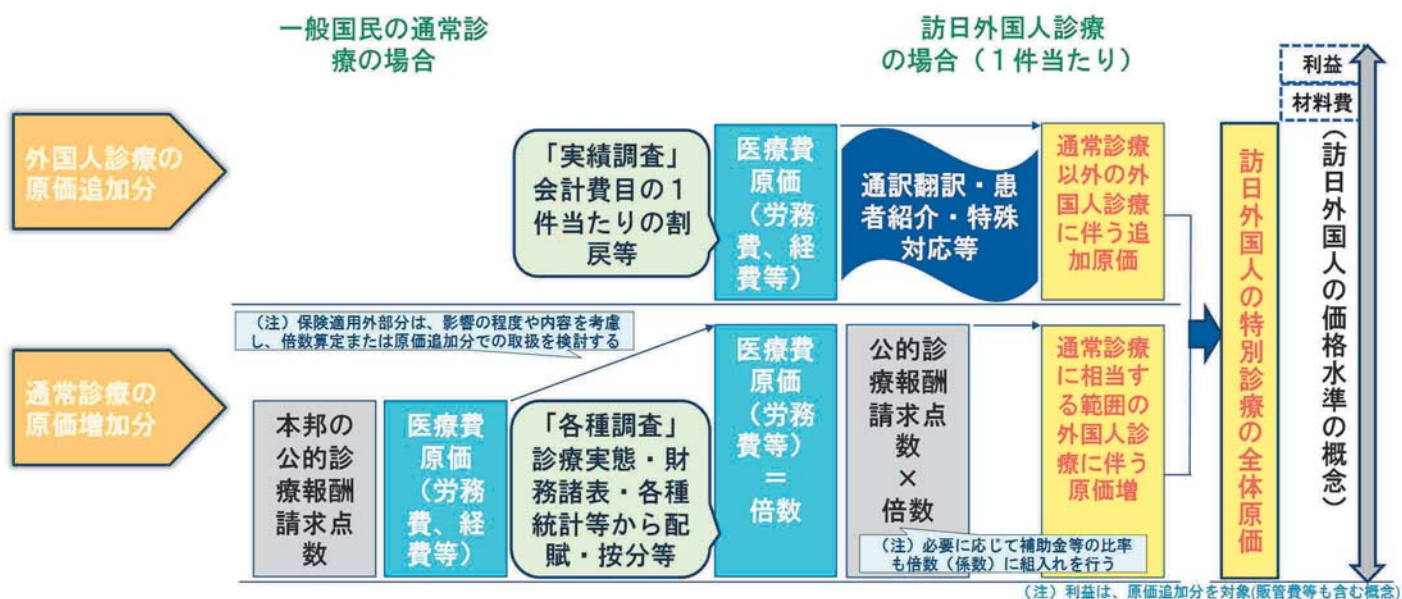 一般国民の通常診
療の場合
訪日外国人診療
の場合（１件当たり）
利益
材料費
（訪日外国人の価格水準の概念）
外国人診療の
原価追加分
「実績調査」
会計費目の１
件当たりの割
戻等
医療費
原価
（労務
費、経
費等）
通訳翻訳・患
者紹介・特殊
対応等
通常診療
以外の外
国人診療
に伴う追
加原価
訪日外国人の特別診療の全体原価
（注）保険適用外部分は、影響の程度や内容を考慮
し、倍数算定または原価追加分での取扱を検討する
通常診療の
原価増加分
本邦の
公的診
療報酬
請求点
数
医療費
原価
（労務
費、経
費等）
「各種調査」
診療実態・財
務諸表・各種
統計等から配
賦・按分等
医療費
原価
（労務
費等）
＝
倍数
公的診
療報酬
請求点
数
×
倍数
通常診療
に相当す
る範囲の
外国人診
療に伴う
原価増
（注）必要に応じて補助金等の比率
も倍数（係数）に組入れを行う
（注）利益は、原価追加分を対象(販管費等も含む概念)